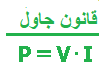 قانون جاول
P = V · I